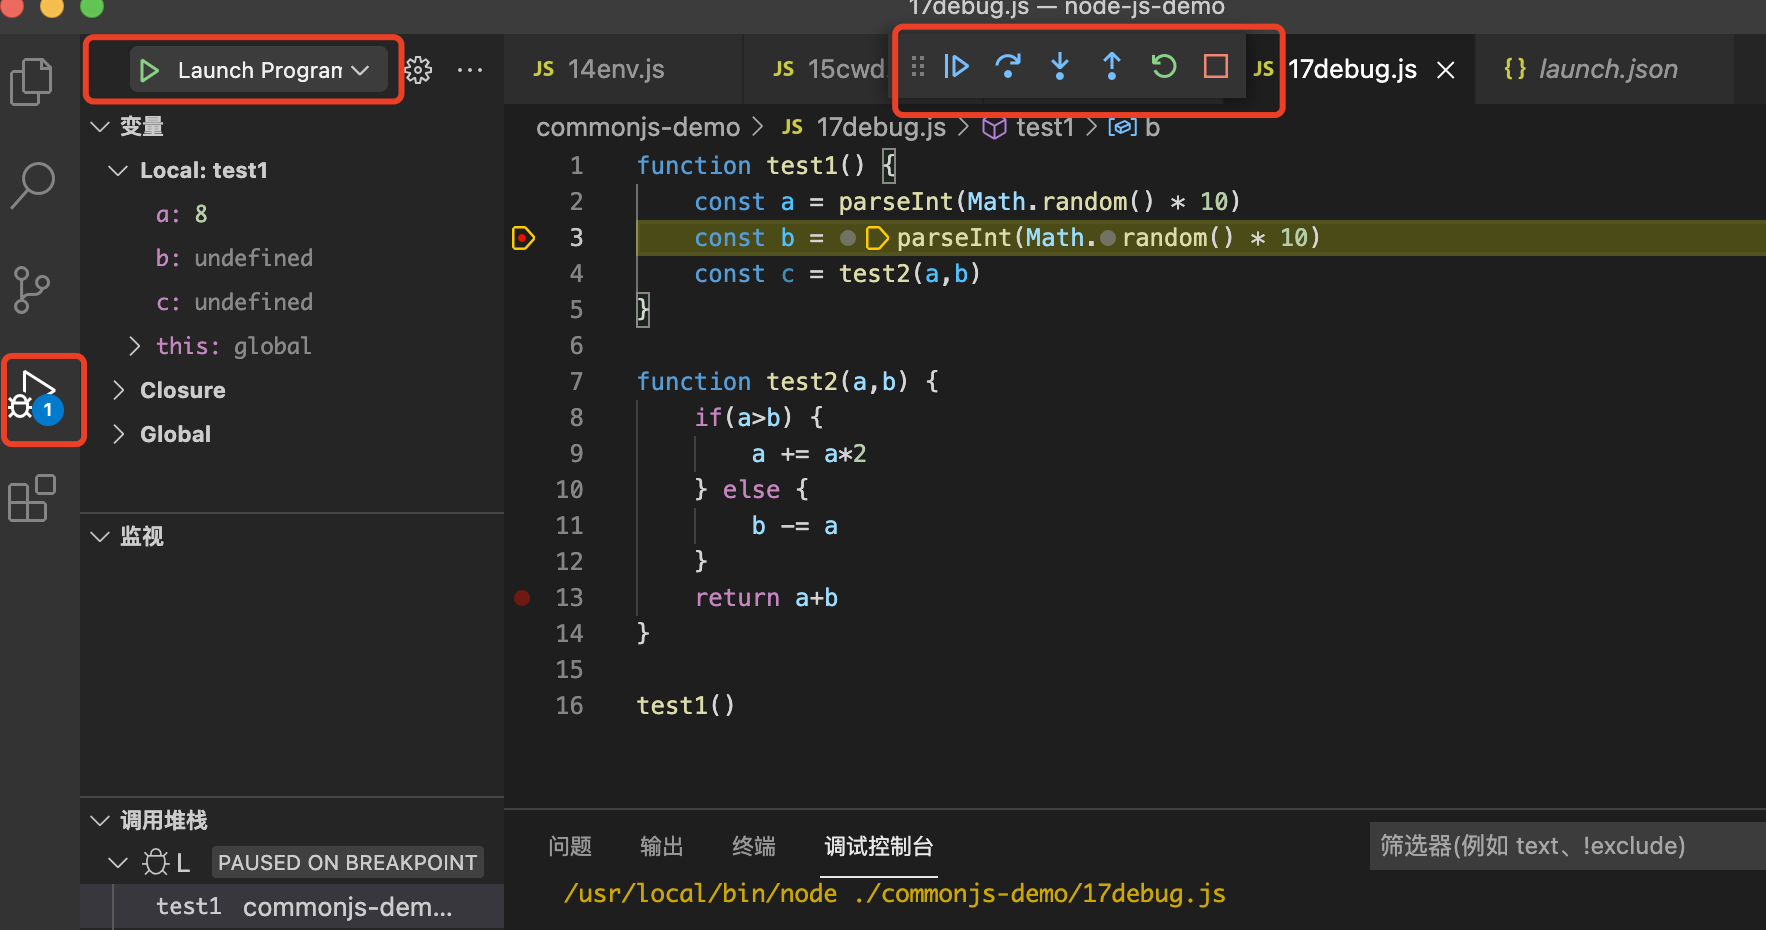 17debug.js — node-js-demo
Launch Program
JS 14env.js
JS 15cwd.
JS 17debug.js
{} launch.json
commonjs-demo > JS 17debug.js > test1 > b
变量
Local: test1
a: 8
b: undefined
c: undefined
this: global
Closure
Global
1
监视
调用堆栈
L PAUSED ON BREAKPOINT
test1 commonjs-dem...
1 function test1() {
2 const a = parseInt(Math.random() * 10)
3 const b = parseInt(Math.random() * 10)
4 const c = test2(a,b)
5 }
6
7 function test2(a,b) {
8 if(a>b) {
9 a += a*2
10 } else {
11 b -= a
12 }
13 return a+b
14 }
15
16 test1()
问题 输出 终端 调试控制台
筛选器(例如 text、!exclude)
/usr/local/bin/node ./commonjs-demo/17debug.js